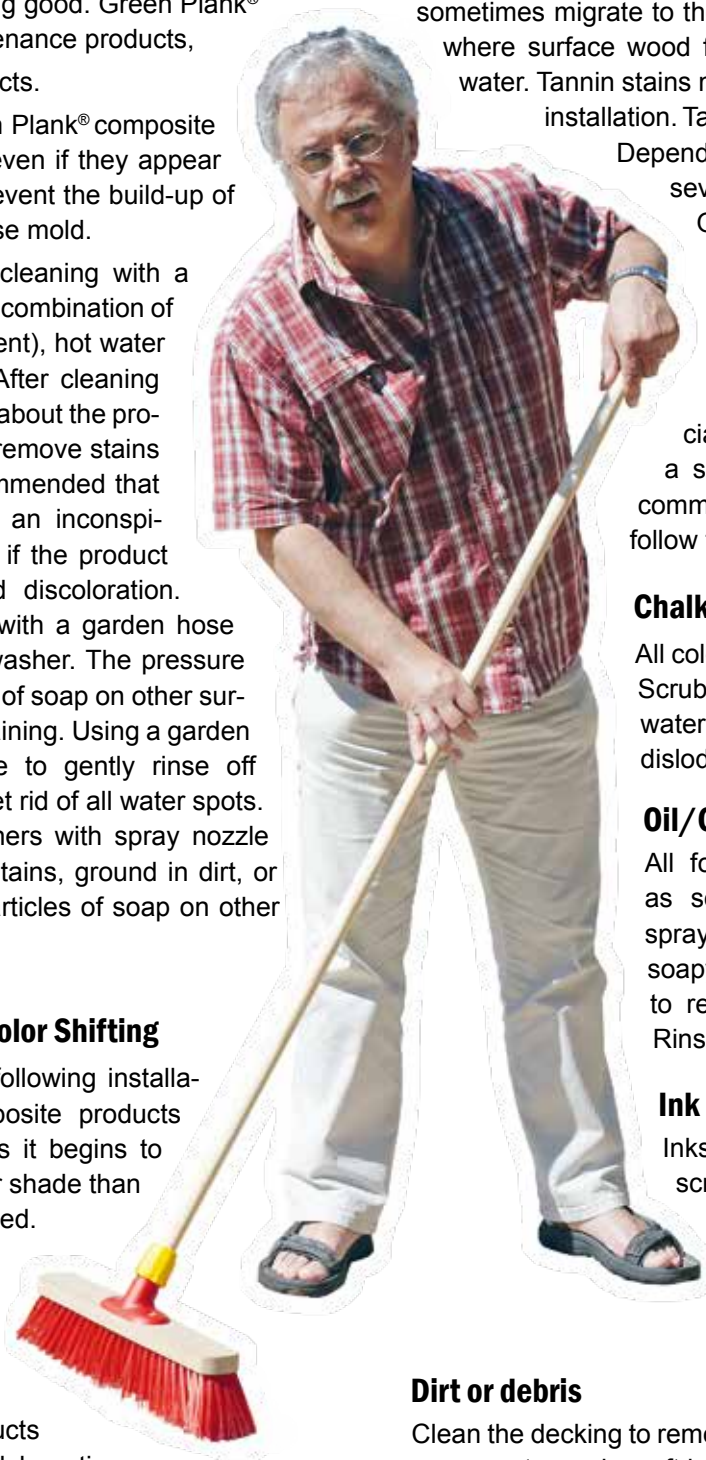 ng good. Green Plank®
enance products,
cts.
n Plank® composite
even if they appear
event the build-up of
se mold.
cleaning with a
combination of
ent), hot water
After cleaning
about the pro-
remove stains
mmended that
an inconspi-
if the product
d discoloration.
with a garden hose
washer. The pressure
of soap on other sur-
ining. Using a garden
e to gently rinse off
et rid of all water spots.
ners with spray nozzle
tains, ground in dirt, or
articles of soap on other
olor Shifting
following installa-
posite products
s it begins to
r shade than
ed.
ucts
sometimes migrate to th
where surface wood f
water. Tannin stains
installation. Ta
Depend
sev
cia
a s
comm
follow
Chalk
All col
Scrub
water
dislod
Oil/
All fo
as s
spray
soap
to re
Rins
Ink
Inks
scr
Dirt or debris
Clean the decking to remo